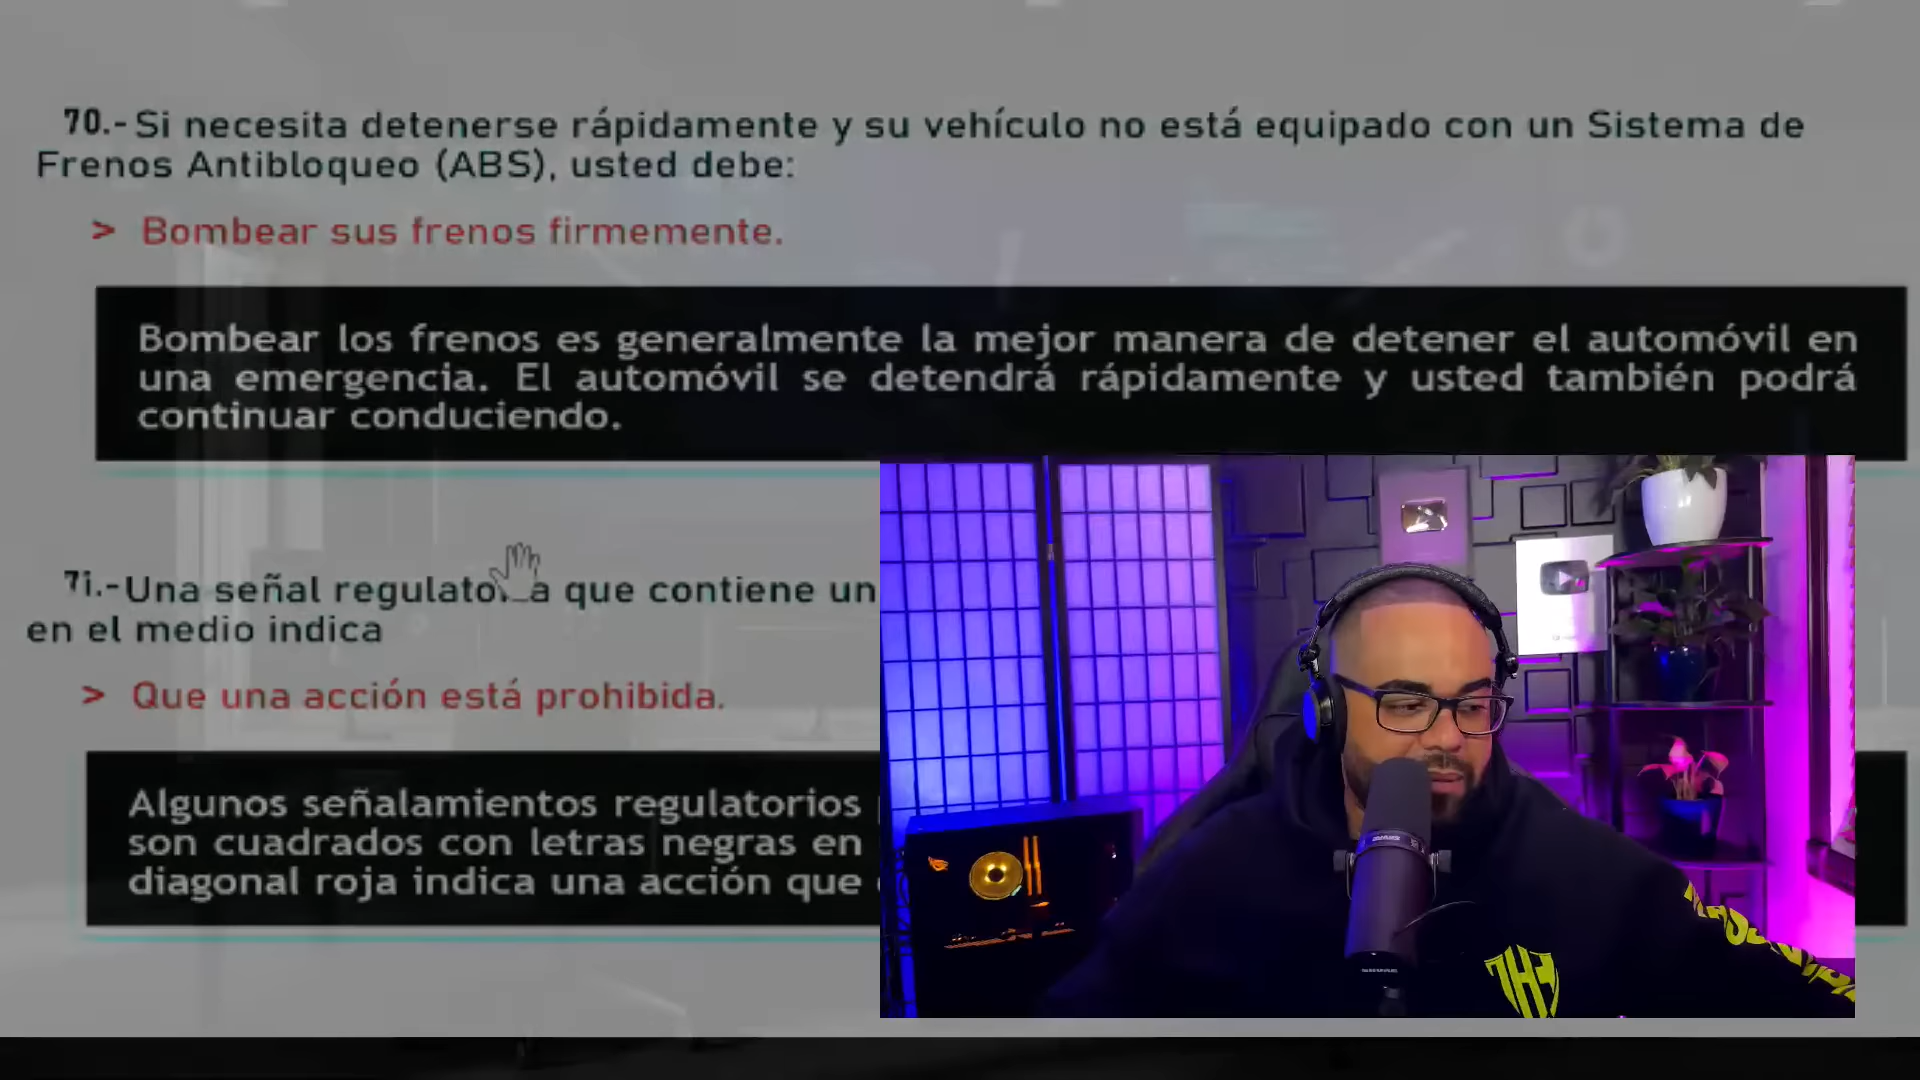 70.- Si necesita detenerse rápidamente y su vehículo no está equipado con un Sistema de
Frenos Antibloqueo (ABS), usted debe:
> Bombear sus frenos firmemente.
Bombear los frenos es generalmente la mejor manera de detener el automóvil en
una emergencia. El automóvil se detendrá rápidamente y usted también podrá
continuar conduciendo.
71.-Una señal que contiene un
en el medio indica
> Que una acción está prohibida.
Algunos señalamientos regulatorios
son cuadrados con letras negras en
diagonal roja indica una acción que